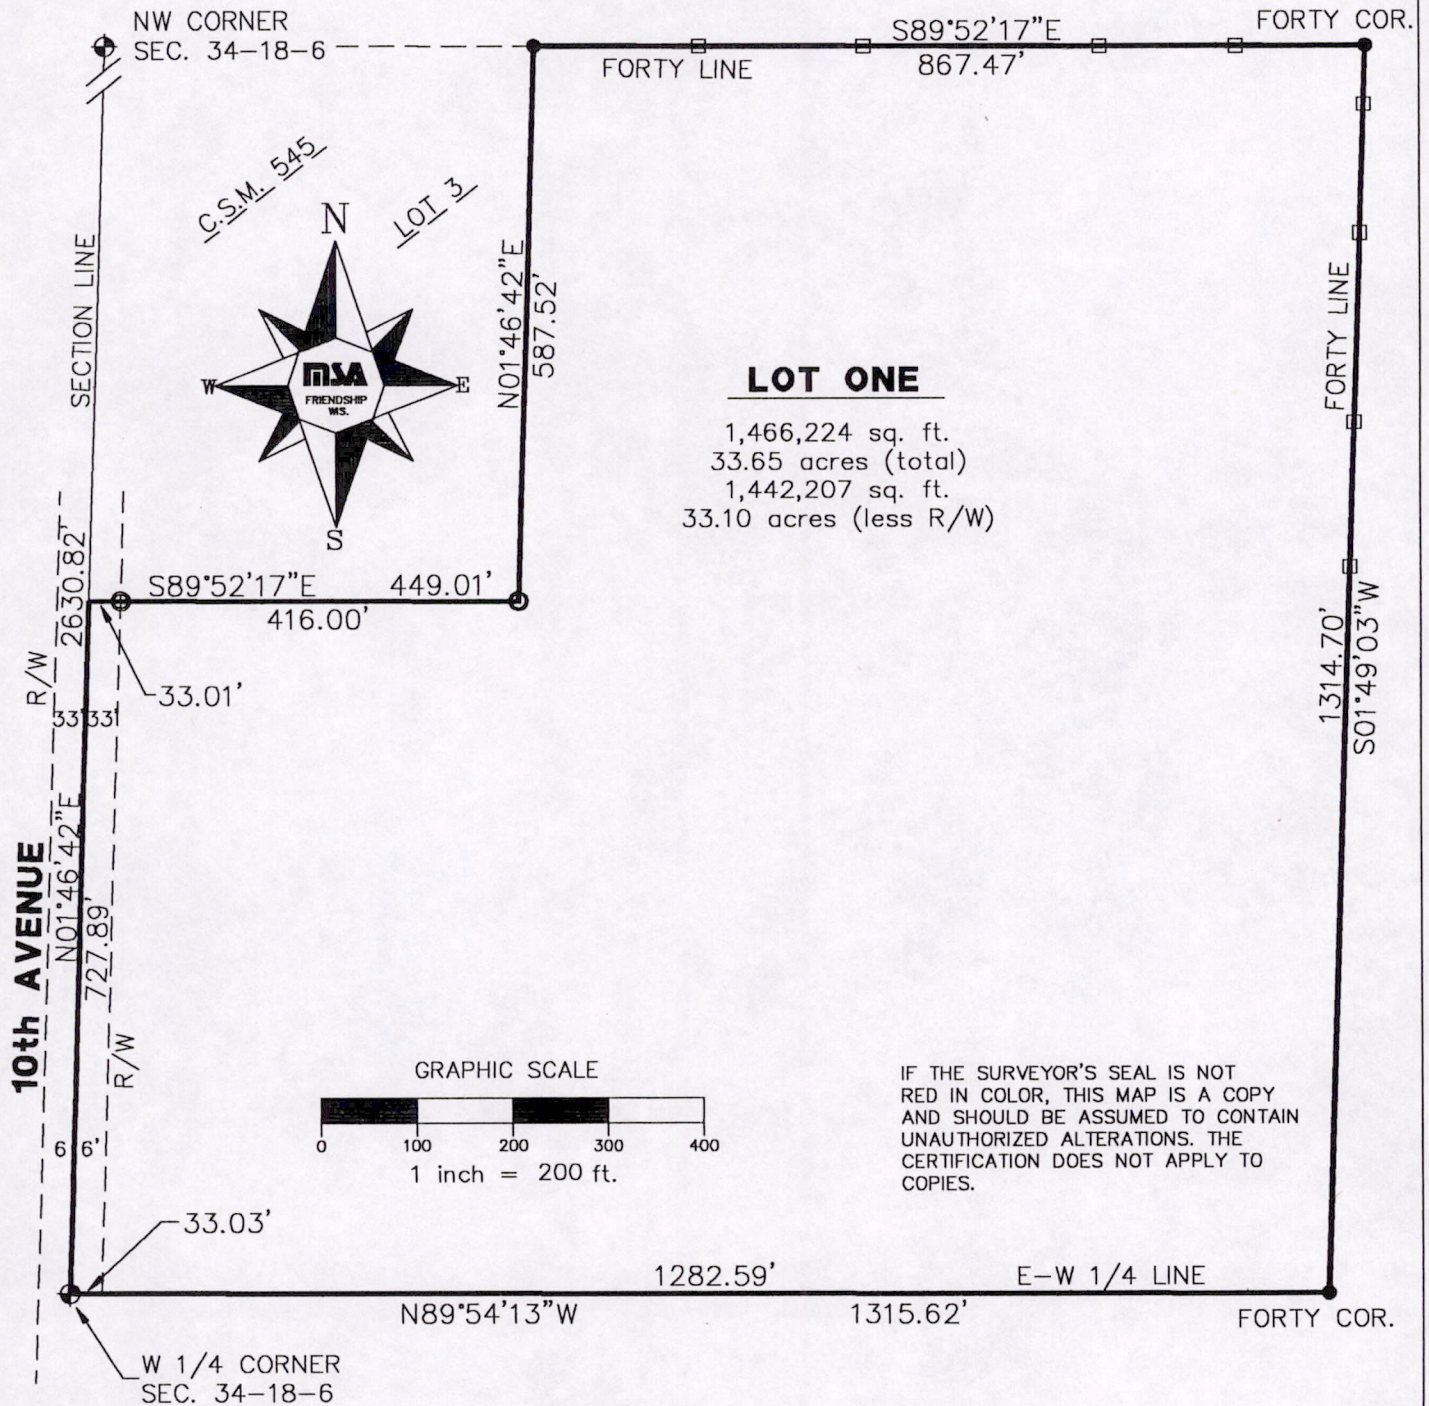 NW CORNER
SEC. 34-18-6
S89°52'17"E
867.47'
FORTY COR.
FORTY LINE
C.S.M. 545
LOT 3
SECTION LINE
N
W
E
S
MSA
FRIENDSHIP
WS.
N01°46'42"E
587.52'
LOT ONE
1,466,224 sq. ft.
33.65 acres (total)
1,442,207 sq. ft.
33.10 acres (less R/W)
FORTY LINE
2630.82'
S89°52'17"E
449.01'
416.00'
33.01'
R/W
33'
33'
1314.70'
S01°49'03"W
10th AVENUE
N01°46'42"E
727.89'
R/W
66'
GRAPHIC SCALE
0 100 200 300 400
1 inch = 200 ft.
IF THE SURVEYOR'S SEAL IS NOT
RED IN COLOR, THIS MAP IS A COPY
AND SHOULD BE ASSUMED TO CONTAIN
UNAUTHORIZED ALTERATIONS. THE
CERTIFICATION DOES NOT APPLY TO
COPIES.
33.03'
1282.59'
E-W 1/4 LINE
N89°54'13"W
1315.62'
FORTY COR.
W 1/4 CORNER
SEC. 34-18-6